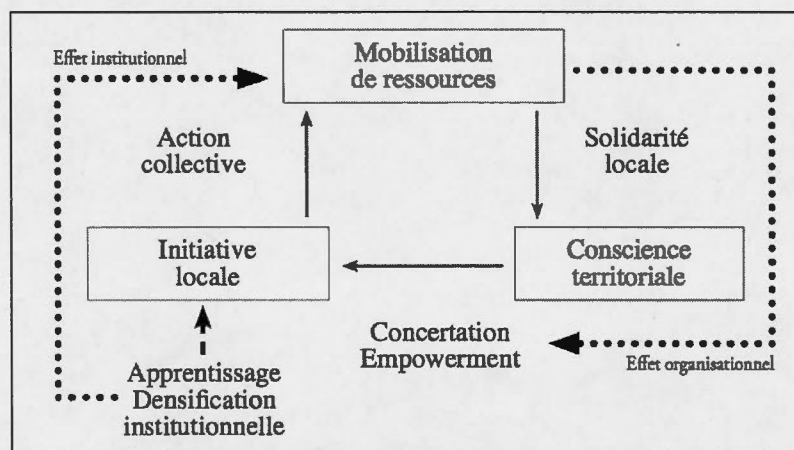 Effet institutionnel
Mobilisation
de ressources
Action
collective
Solidarité
locale
Initiative
locale
Conscience
territoriale
Concertation
Empowerment
Effet organisationnel
Apprentissage
Densification
institutionnelle